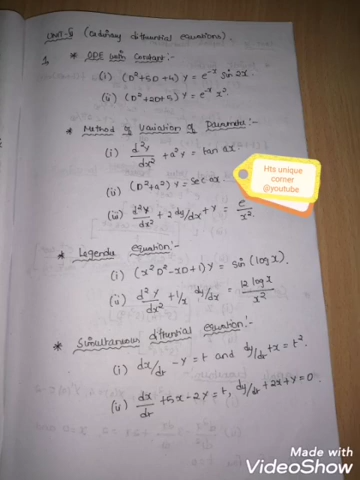 Unit-5 (Ordinary differential equations).
1. * ODE with Constant:-
(i) (D²+5D+4) y = e⁻ˣ sin 2x.
(ii) (D²+2D+5) y = e⁻ˣ x²
* Method of Variation of Parameter
(i) d²y/dx² + a²y = tan ax
(ii) (D²+a²) y = sec ax
(iii) d²y/dx² + 2 dy/dx + y = e/x².
Hts unique
corner
@youtube
* Legendre equation:-
(i) (x²D²-xD+1)y = sin(log x).
(ii) d²y/dx² + 1/x dy/dx = 12 log x/x²
* Simultaneous differential equation:-
(i) dx/dt - y = t and dy/dt + x = t².
(ii) dx/dt + 5x - 2y = t, dy/dt + 2x + y = 0.
Made with
VideoShow